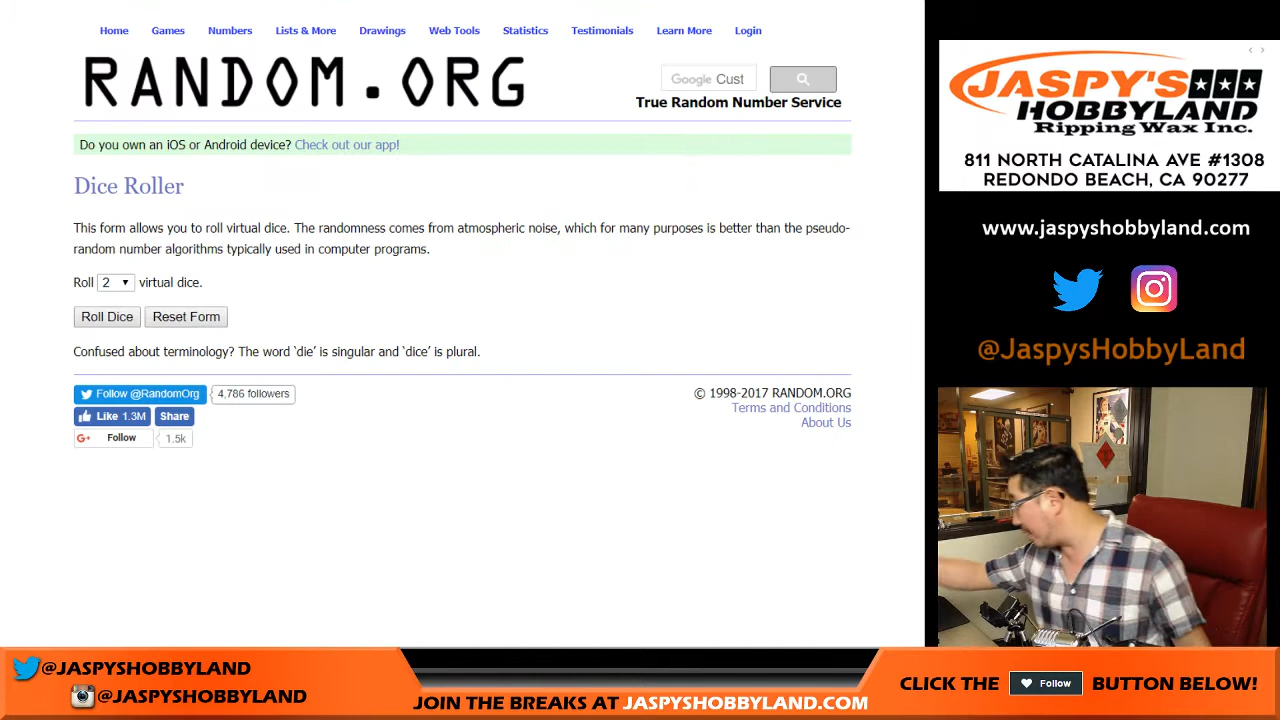 Home Games Numbers Lists & More Drawings Web Tools Statistics Testimonials Learn More Login
RANDOM.ORG
Google Cust
True Random Number Service
Do you own an iOS or Android device? Check out our app!
Dice Roller
This form allows you to roll virtual dice. The randomness comes from atmospheric noise, which for many purposes is better than the pseudo-
random number algorithms typically used in computer programs.
Roll 2 virtual dice.
Roll Dice Reset Form
Confused about terminology? The word ‘die’ is singular and ‘dice’ is plural.
Follow @RandomOrg 4,786 followers
Like 1.3M Share
G+ Follow 1.5k
© 1998-2017 RANDOM.ORG
Terms and Conditions
About Us
JASPY'S
HOBBYLAND
Ripping Wax Inc.
811 NORTH CATALINA AVE #1308
REDONDO BEACH, CA 90277
www.jaspyshobbyland.com
@JaspysHobbyLand
@JASPYSHOBBYLAND
@JASPYSHOBBYLAND
JOIN THE BREAKS AT JASPYSHOBBYLAND.COM
CLICK THE Follow BUTTON BELOW!